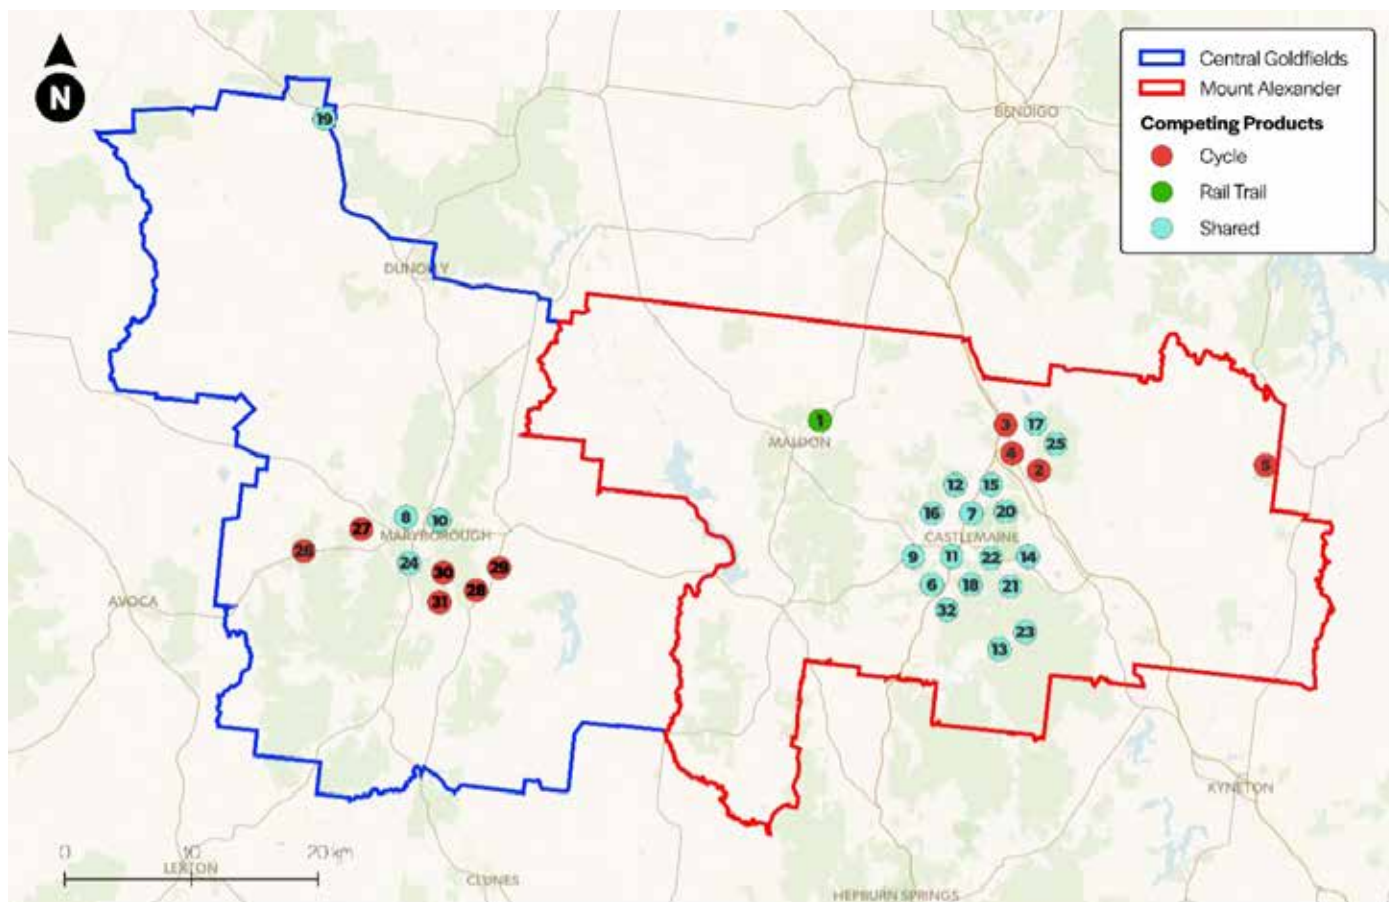 N
Central Goldfields
Mount Alexander
Competing Products
Cycle
Rail Trail
Shared
BENDIGO
19
DUNOLLY
1
MALDON
3
17
4
25
2
5
12
15
16
7
20
CASTLEMAINE
9
11
22
14
6
18
21
32
23
13
8
10
27
MARYBOROUGH
26
24
30
29
28
31
AVOCA
KYNETON
0
10
20 km
LEXTON
CLUNES
HEPBURN SPRINGS